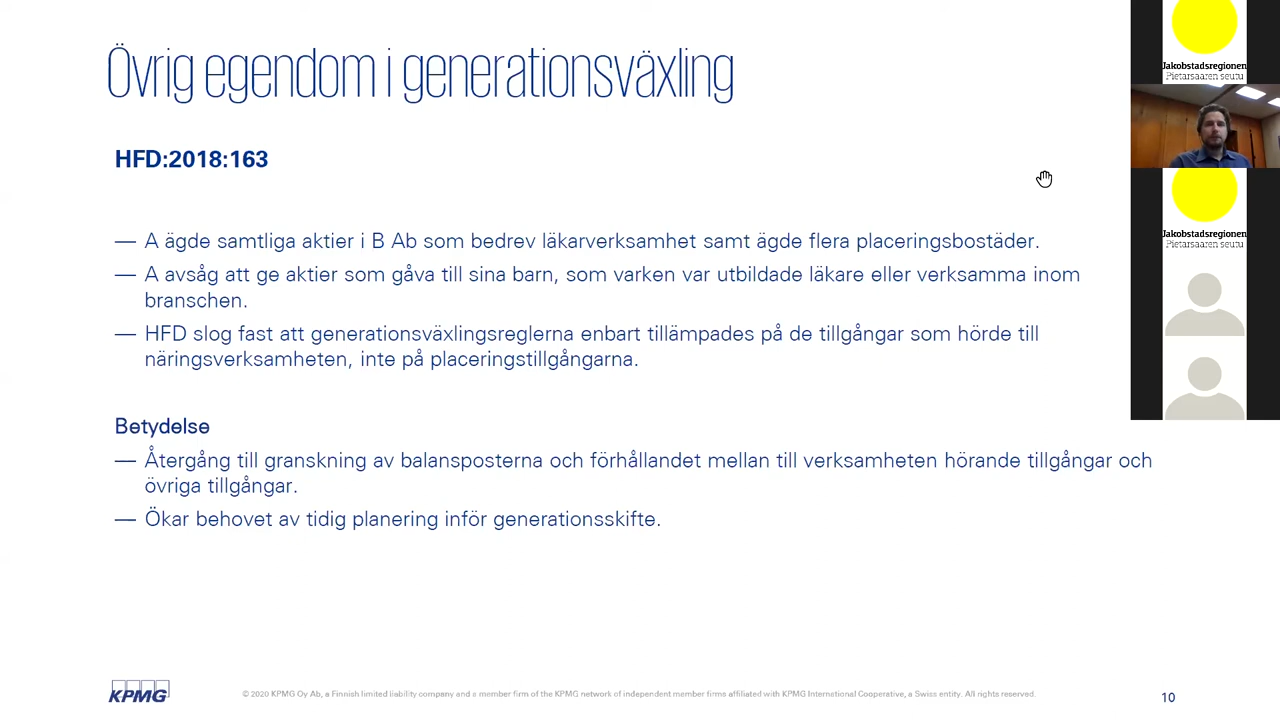 Övrig egendom i generationsväxling
HFD:2018:163
— A ägde samtliga aktier i B Ab som bedrev läkarverksamhet samt ägde flera placeringsbostäder.
— A avsåg att ge aktier som gåva till sina barn, som varken var utbildade läkare eller verksamma inom
branschen.
— HFD slog fast att generationsväxlingsreglerna enbart tillämpades på de tillgångar som hörde till
näringsverksamheten, inte på placeringstillgångarna.
Betydelse
— Återgång till granskning av balansposterna och förhållandet mellan till verksamheten hörande tillgångar och
övriga tillgångar.
— Ökar behovet av tidig planering inför generationsskifte.
KPMG
© 2020 KPMG Oy Ab, a Finnish limited liability company and a member firm of the KPMG network of independent member firms affiliated with KPMG International Cooperative, a Swiss entity. All rights reserved.
10
Jakobstadsregionen
Pietarsaaren seutu
Jakobstadsregionen
Pietarsaaren seutu